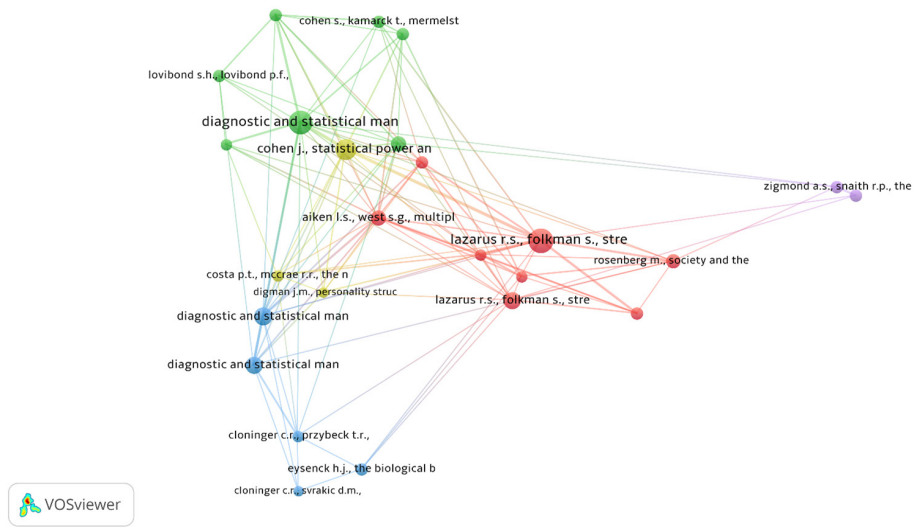 cohen s., kamarck t., mermelst
lovibond s.h., lovibond p.f.,
diagnostic and statistical man
cohen j., statistical power an
zigmond a.s., snaith r.p., the
aiken l.s., west s.g., multipl
lazarus r.s., folkman s., stre
rosenberg m., society and the
costa p.t., mccrae r.r., the n
digman j.m., personality struc
lazarus r.s., folkman s., stre
diagnostic and statistical man
diagnostic and statistical man
cloninger c.r., przybeck t.r.,
eysenck h.j., the biological b
cloninger c.r., svrakic d.m.,
VOSviewer